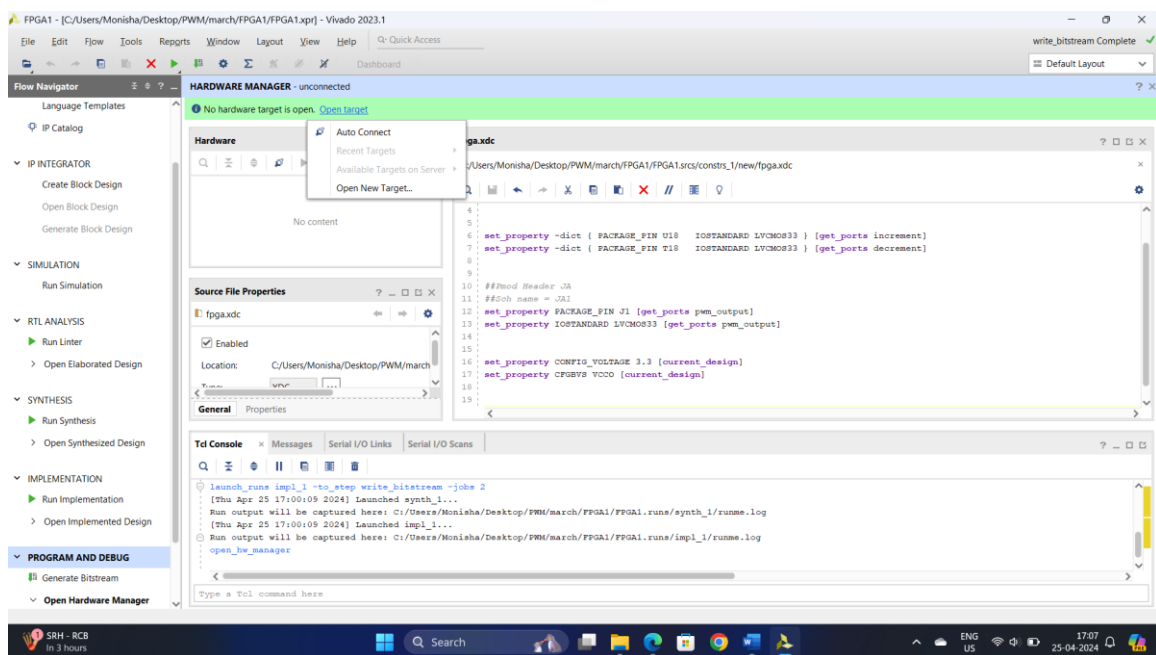 FPGA1 - [C:/Users/Monisha/Desktop/PWM/march/FPGA1/FPGA1.xpr] - Vivado 2023.1
File Edit Flow Tools Reports Window Layout View Help Q- Quick Access
write_bitstream Complete
Dashboard
Default Layout
Flow Navigator
HARDWARE MANAGER - unconnected
Language Templates
IP Catalog
IP INTEGRATOR
Create Block Design
Open Block Design
Generate Block Design
SIMULATION
Run Simulation
RTL ANALYSIS
Run Linter
Open Elaborated Design
SYNTHESIS
Run Synthesis
Open Synthesized Design
IMPLEMENTATION
Run Implementation
Open Implemented Design
PROGRAM AND DEBUG
Generate Bitstream
Open Hardware Manager
No hardware target is open. Open target
Auto Connect
Recent Targets
Available Targets on Server
Open New Target...
Hardware
No content
Source File Properties
fpga.xdc
Enabled
Location: C:/Users/Monisha/Desktop/PWM/march
General Properties
ga.xdc
:/Users/Monisha/Desktop/PWM/march/FPGA1/FPGA1.srcs/constrs_1/new/fpga.xdc
4
5
6 set_property -dict { PACKAGE_PIN U18 IOSTANDARD LVCMOS33 } [get_ports increment]
7 set_property -dict { PACKAGE_PIN T18 IOSTANDARD LVCMOS33 } [get_ports decrement]
8
9
10 ##Pmod Header JA
11 ##Sch name = JA1
12 set_property PACKAGE_PIN J1 [get_ports pwm_output]
13 set_property IOSTANDARD LVCMOS33 [get_ports pwm_output]
14
15
16 set_property CONFIG_VOLTAGE 3.3 [current_design]
17 set_property CFGBVS VCCO [current_design]
18
19
Tcl Console Messages Serial I/O Links Serial I/O Scans
launch_runs impl_1 -to_step write_bitstream -jobs 2
[Thu Apr 25 17:00:09 2024] Launched synth_1...
Run output will be captured here: C:/Users/Monisha/Desktop/PWM/march/FPGA1/FPGA1.runs/synth_1/runme.log
[Thu Apr 25 17:00:09 2024] Launched impl_1...
Run output will be captured here: C:/Users/Monisha/Desktop/PWM/march/FPGA1/FPGA1.runs/impl_1/runme.log
open_hw_manager
Type a Tcl command here
1
SRH - RCB
In 3 hours
Search
ENG
US
17:07
25-04-2024